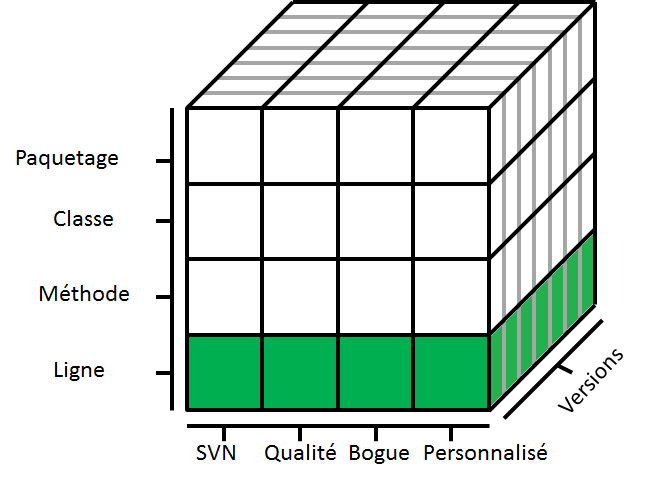 Paquetage
Classe
Méthode
Ligne
Versions
SVN Qualité Bogue Personnalisé